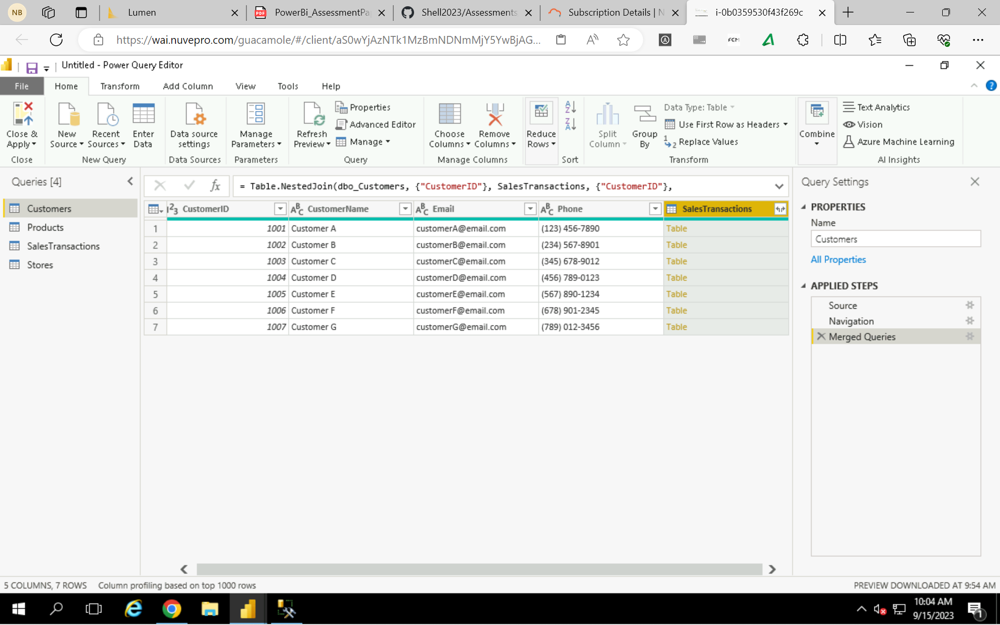 NB
Lumen
PowerBi_AssessmentPa
Shell2023/Assessments
Subscription Details | N
i-0b0359530f43f269c
https://wai.nuvepro.com/guacamole/#/client/aS0wYjAzNTk1MzBmNDNmMjY5YwBjAG...
Untitled - Power Query Editor
File Home Transform Add Column View Tools Help
Close & Apply
Close
New Source
Recent Sources
Enter Data
New Query
Data source settings
Data Sources
Manage Parameters
Parameters
Refresh Preview
Properties
Advanced Editor
Manage
Query
Choose Columns
Remove Columns
Manage Columns
Reduce Rows
Sort
Split Column
Group By
Data Type: Table
Use First Row as Headers
Replace Values
Transform
Combine
Text Analytics
Vision
Azure Machine Learning
AI Insights
Queries [4]
Customers
Products
SalesTransactions
Stores
= Table.NestedJoin(dbo_Customers, {"CustomerID"}, SalesTransactions, {"CustomerID"},
CustomerID CustomerName Email Phone SalesTransactions
1 1001 Customer A customerA@email.com (123) 456-7890 Table
2 1002 Customer B customerB@email.com (234) 567-8901 Table
3 1003 Customer C customerC@email.com (345) 678-9012 Table
4 1004 Customer D customerD@email.com (456) 789-0123 Table
5 1005 Customer E customerE@email.com (567) 890-1234 Table
6 1006 Customer F customerF@email.com (678) 901-2345 Table
7 1007 Customer G customerG@email.com (789) 012-3456 Table
Query Settings
PROPERTIES
Name
Customers
All Properties
APPLIED STEPS
Source
Navigation
Merged Queries
5 COLUMNS, 7 ROWS Column profiling based on top 1000 rows
PREVIEW DOWNLOADED AT 9:54 AM
10:04 AM
9/15/2023
1